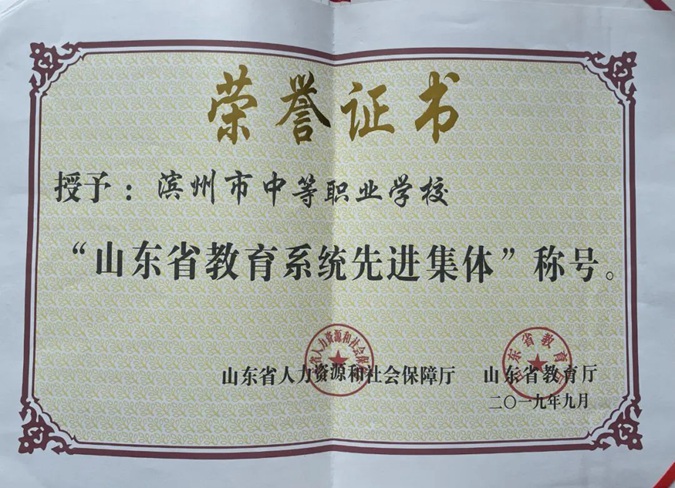 荣誉证书
授予：滨州市中等职业学校
“山东省教育系统先进集体”称号。
山东省人力资源和社会保障厅 山东省教育厅
二〇一九年九月